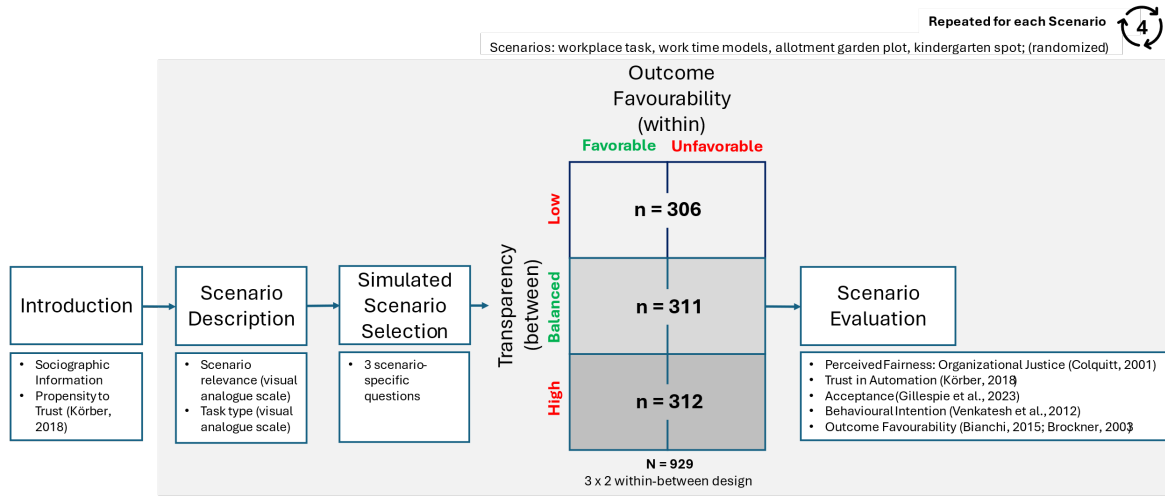 Repeated for each Scenario
4
Scenarios: workplace task, work time models, allotment garden plot, kindergarten spot; (randomized)
Outcome
Favourability
(within)
Favorable Unfavorable
Transparency
(between)
Low
n = 306
Balanced
n = 311
High
n = 312
N = 929
3 x 2 within-between design
Introduction
• Sociographic
Information
• Propensity to
Trust (Körber,
2018)
Scenario
Description
• Scenario
relevance (visual
analogue scale)
• Task type (visual
analogue scale)
Simulated
Scenario
Selection
• 3 scenario-
specific
questions
Scenario
Evaluation
• Perceived Fairness: Organizational Justice (Colquitt, 2001)
• Trust in Automation (Körber, 2018)
• Acceptance (Gillespie et al., 2023)
• Behavioural Intention (Venkatesh et al., 2012)
• Outcome Favourability (Bianchi, 2015; Brockner, 2003)